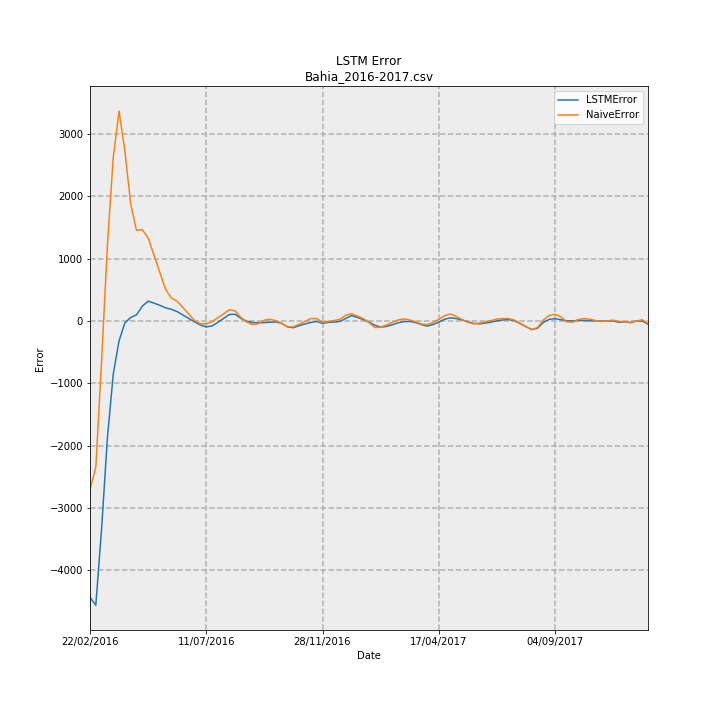 LSTM Error
Bahia_2016-2017.csv
LSTMError
NaiveError
3000
2000
1000
0
−1000
−2000
−3000
−4000
Error
22/02/2016
11/07/2016
28/11/2016
17/04/2017
04/09/2017
Date